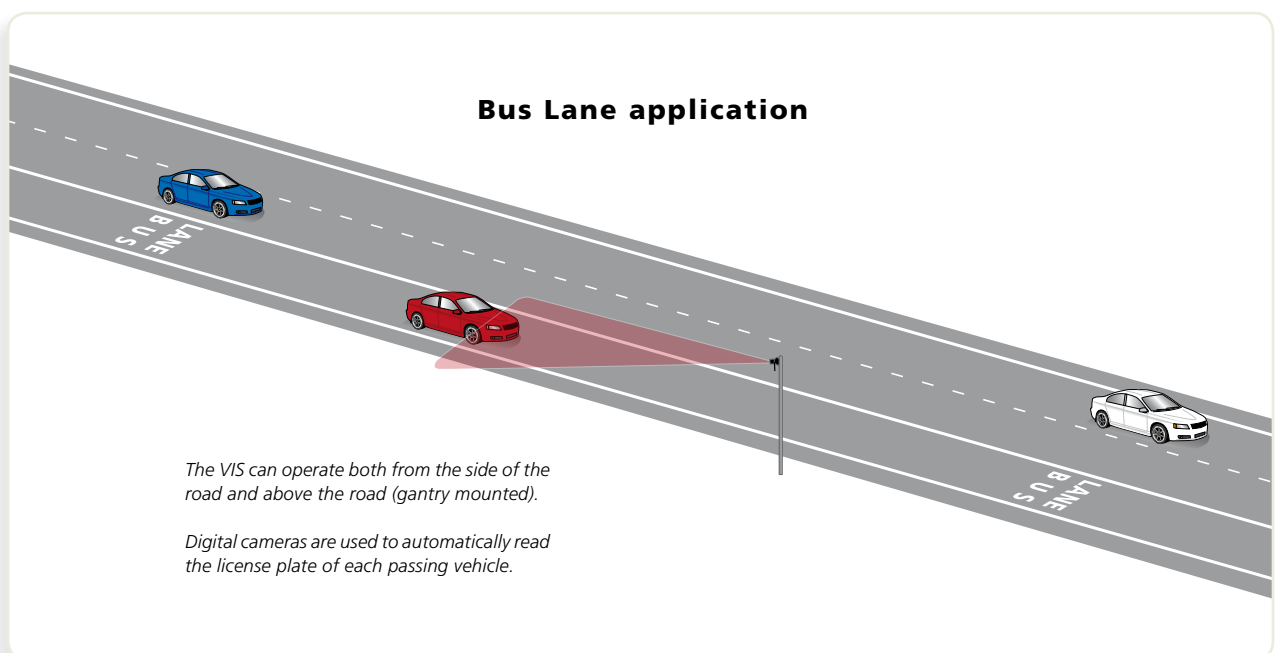 Bus Lane application
LANE
BUS
LANE
BUS
The VIS can operate both from the side of the
road and above the road (gantry mounted).
Digital cameras are used to automatically read
the license plate of each passing vehicle.